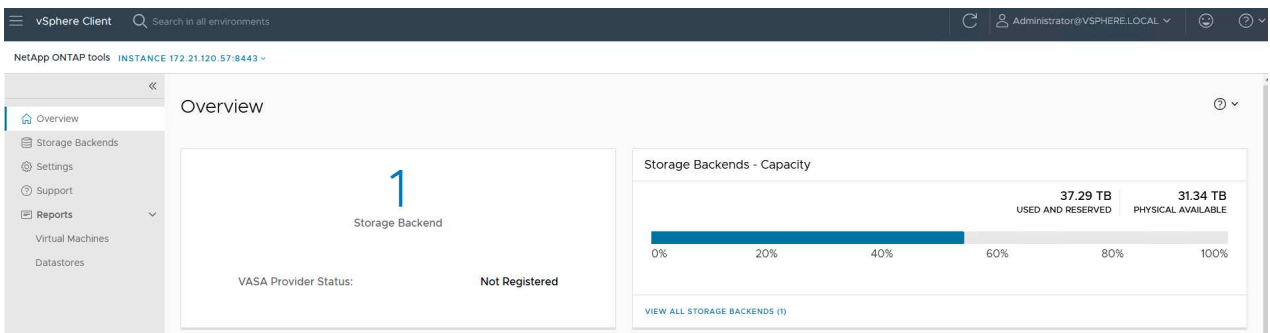 vSphere Client Search in all environments Administrator@VSPHERE.LOCAL
NetApp ONTAP tools INSTANCE 172.21.120.57:8443
Overview
Storage Backends
Settings
Support
Reports
Virtual Machines
Datastores
Overview
1
Storage Backend
VASA Provider Status: Not Registered
Storage Backends - Capacity
37.29 TB 31.34 TB
USED AND RESERVED PHYSICAL AVAILABLE
0% 20% 40% 60% 80% 100%
VIEW ALL STORAGE BACKENDS (1)